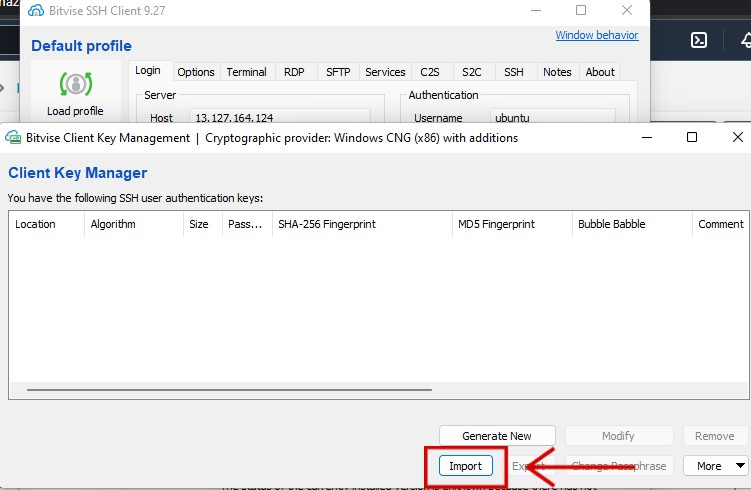 Bitvise SSH Client 9.27
Default profile
Window behavior
Load profile
Login Options Terminal RDP SFTP Services C2S S2C SSH Notes About
Server
Host 13.127.164.124
Authentication
Username ubuntu
Bitvise Client Key Management | Cryptographic provider: Windows CNG (x86) with additions
Client Key Manager
You have the following SSH user authentication keys:
Location Algorithm Size Pass... SHA-256 Fingerprint MD5 Fingerprint Bubble Babble Comment
Generate New Modify Remove
Import Export Change Passphrase More